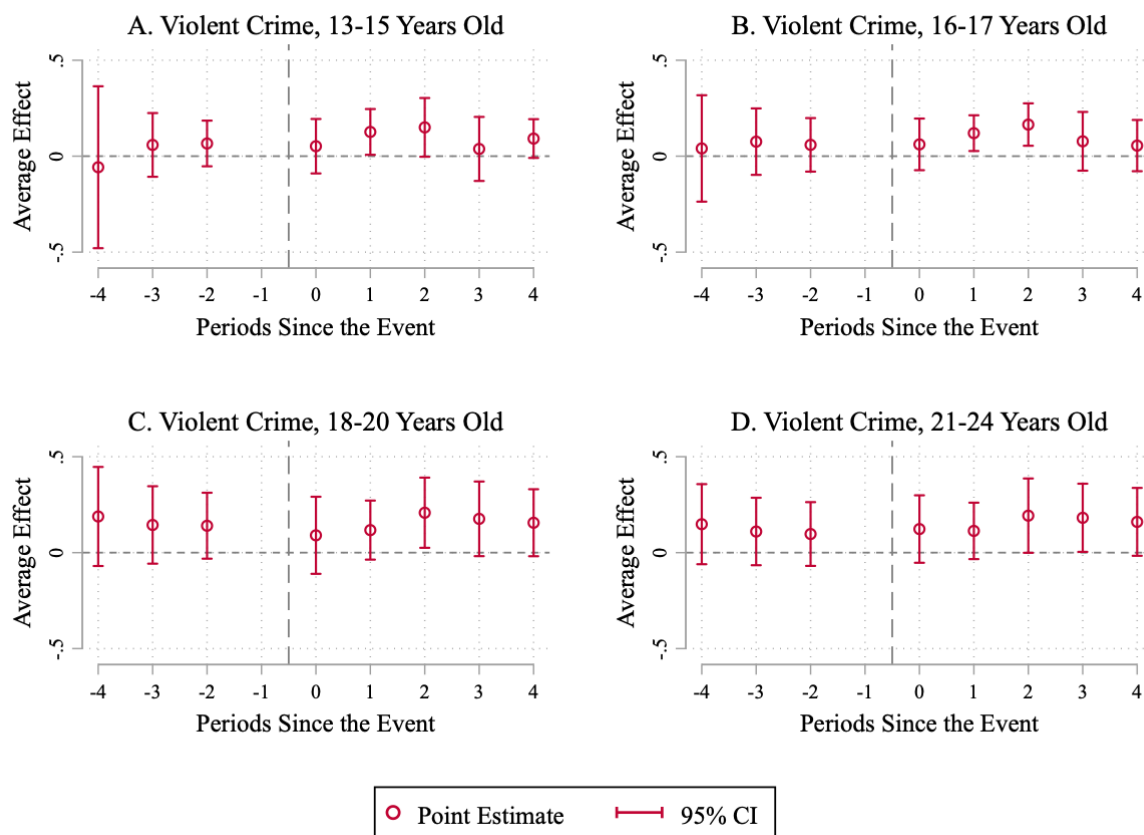 A. Violent Crime, 13-15 Years Old
Average Effect
.5
0
-.5
-4 -3 -2 -1 0 1 2 3 4
Periods Since the Event
B. Violent Crime, 16-17 Years Old
Average Effect
.5
0
-.5
-4 -3 -2 -1 0 1 2 3 4
Periods Since the Event
C. Violent Crime, 18-20 Years Old
Average Effect
.5
0
-.5
-4 -3 -2 -1 0 1 2 3 4
Periods Since the Event
D. Violent Crime, 21-24 Years Old
Average Effect
.5
0
-.5
-4 -3 -2 -1 0 1 2 3 4
Periods Since the Event
Point Estimate 95% CI